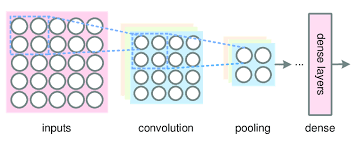 dense layers
inputs
convolution
pooling
...
dense